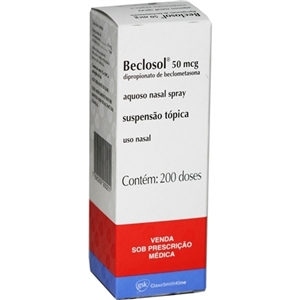 Beclosol® 50 mcg
dipropionato de beclometasona
aquoso nasal spray
suspensão tópica
uso nasal
Contém: 200 doses
VENDA
SOB PRESCRIÇÃO
MÉDICA
gsk GlaxoSmithKline